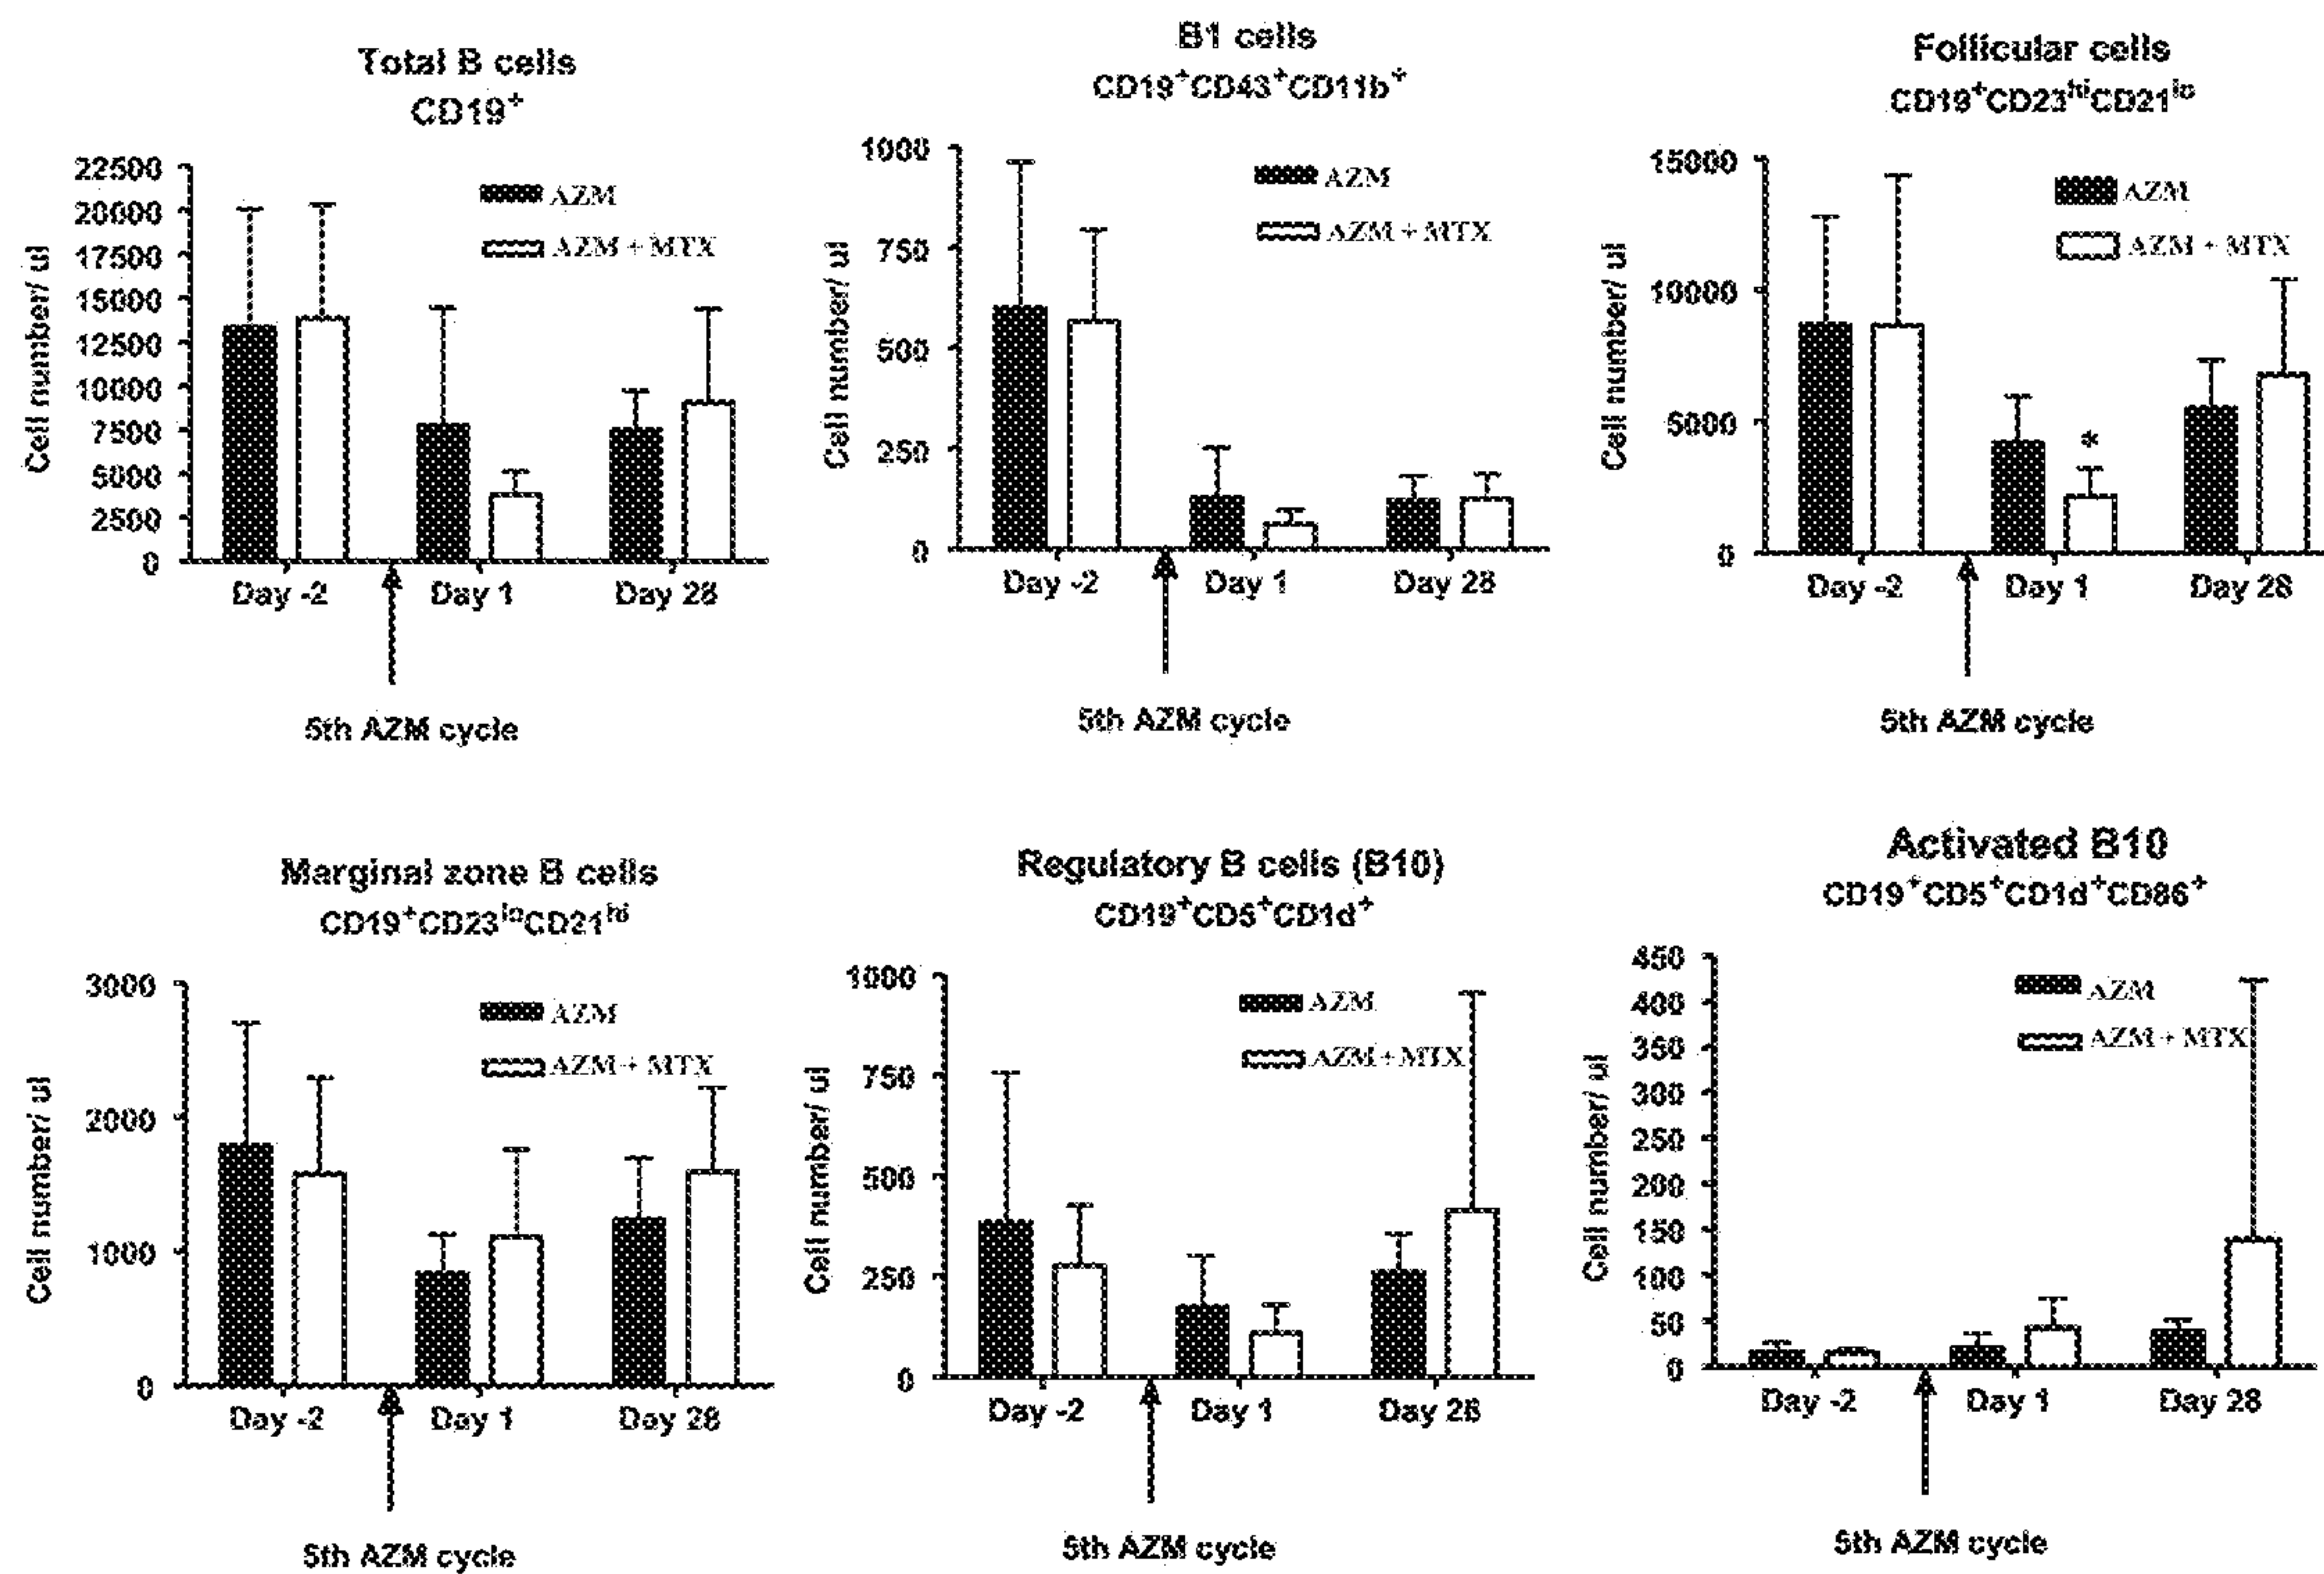 Total B cells
CD19⁺
22500
20000
17500
15000
12500
10000
7500
5000
2500
0
Cell number/ ul
AZM
AZM + MTX
Day -2
Day 1
Day 28
5th AZM cycle
B1 cells
CD19⁺CD43⁺CD11b⁺
1000
750
500
250
0
Cell number/ ul
AZM
AZM + MTX
Day -2
Day 1
Day 28
5th AZM cycle
Follicular cells
CD19⁺CD23ʰⁱCD21ˡᵒ
15000
10000
5000
0
Cell number/ ul
AZM
AZM + MTX
*
Day -2
Day 1
Day 28
5th AZM cycle
Marginal zone B cells
CD19⁺CD23ˡᵒCD21ʰⁱ
3000
2000
1000
0
Cell number/ ul
AZM
AZM + MTX
Day -2
Day 1
Day 28
5th AZM cycle
Regulatory B cells (B10)
CD19⁺CD5⁺CD1d⁺
1000
750
500
250
0
Cell number/ ul
AZM
AZM + MTX
Day -2
Day 1
Day 28
5th AZM cycle
Activated B10
CD19⁺CD5⁺CD1d⁺CD86⁺
450
400
350
300
250
200
150
100
50
0
Cell number/ ul
AZM
AZM + MTX
Day -2
Day 1
Day 28
5th AZM cycle